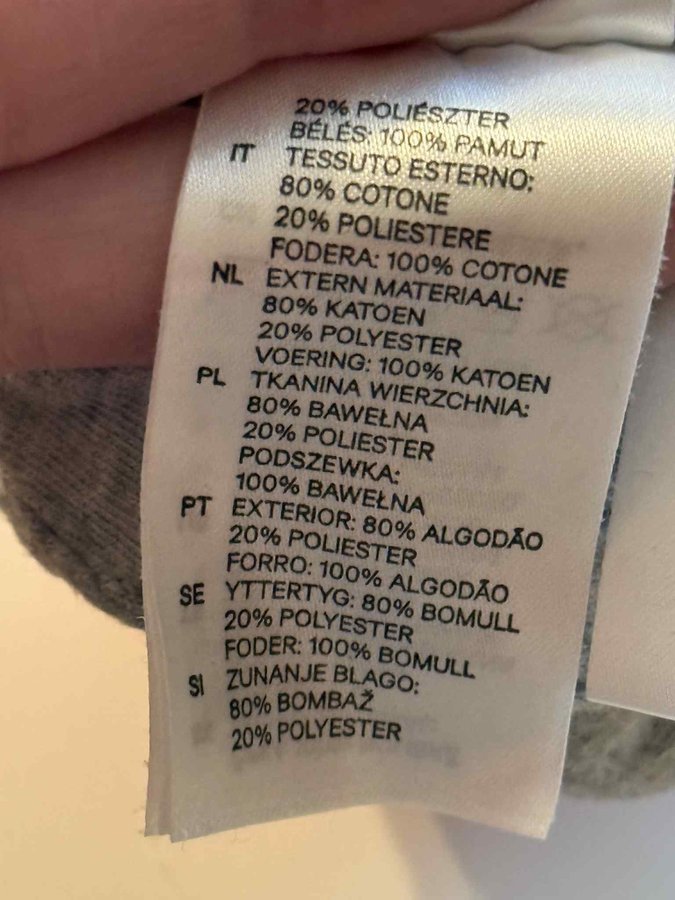 20% POLIÉSZTER
BÉLÉS: 100% PAMUT
IT TESSUTO ESTERNO:
80% COTONE
20% POLIESTERE
FODERA: 100% COTONE
NL EXTERN MATERIAAL:
80% KATOEN
20% POLYESTER
VOERING: 100% KATOEN
PL TKANINA WIERZCHNIA:
80% BAWEŁNA
20% POLIESTER
PODSZEWKA:
100% BAWEŁNA
PT EXTERIOR: 80% ALGODÃO
20% POLIESTER
FORRO: 100% ALGODÃO
SE YTTERTYG: 80% BOMULL
20% POLYESTER
FODER: 100% BOMULL
SI ZUNANJE BLAGO:
80% BOMBAŽ
20% POLYESTER